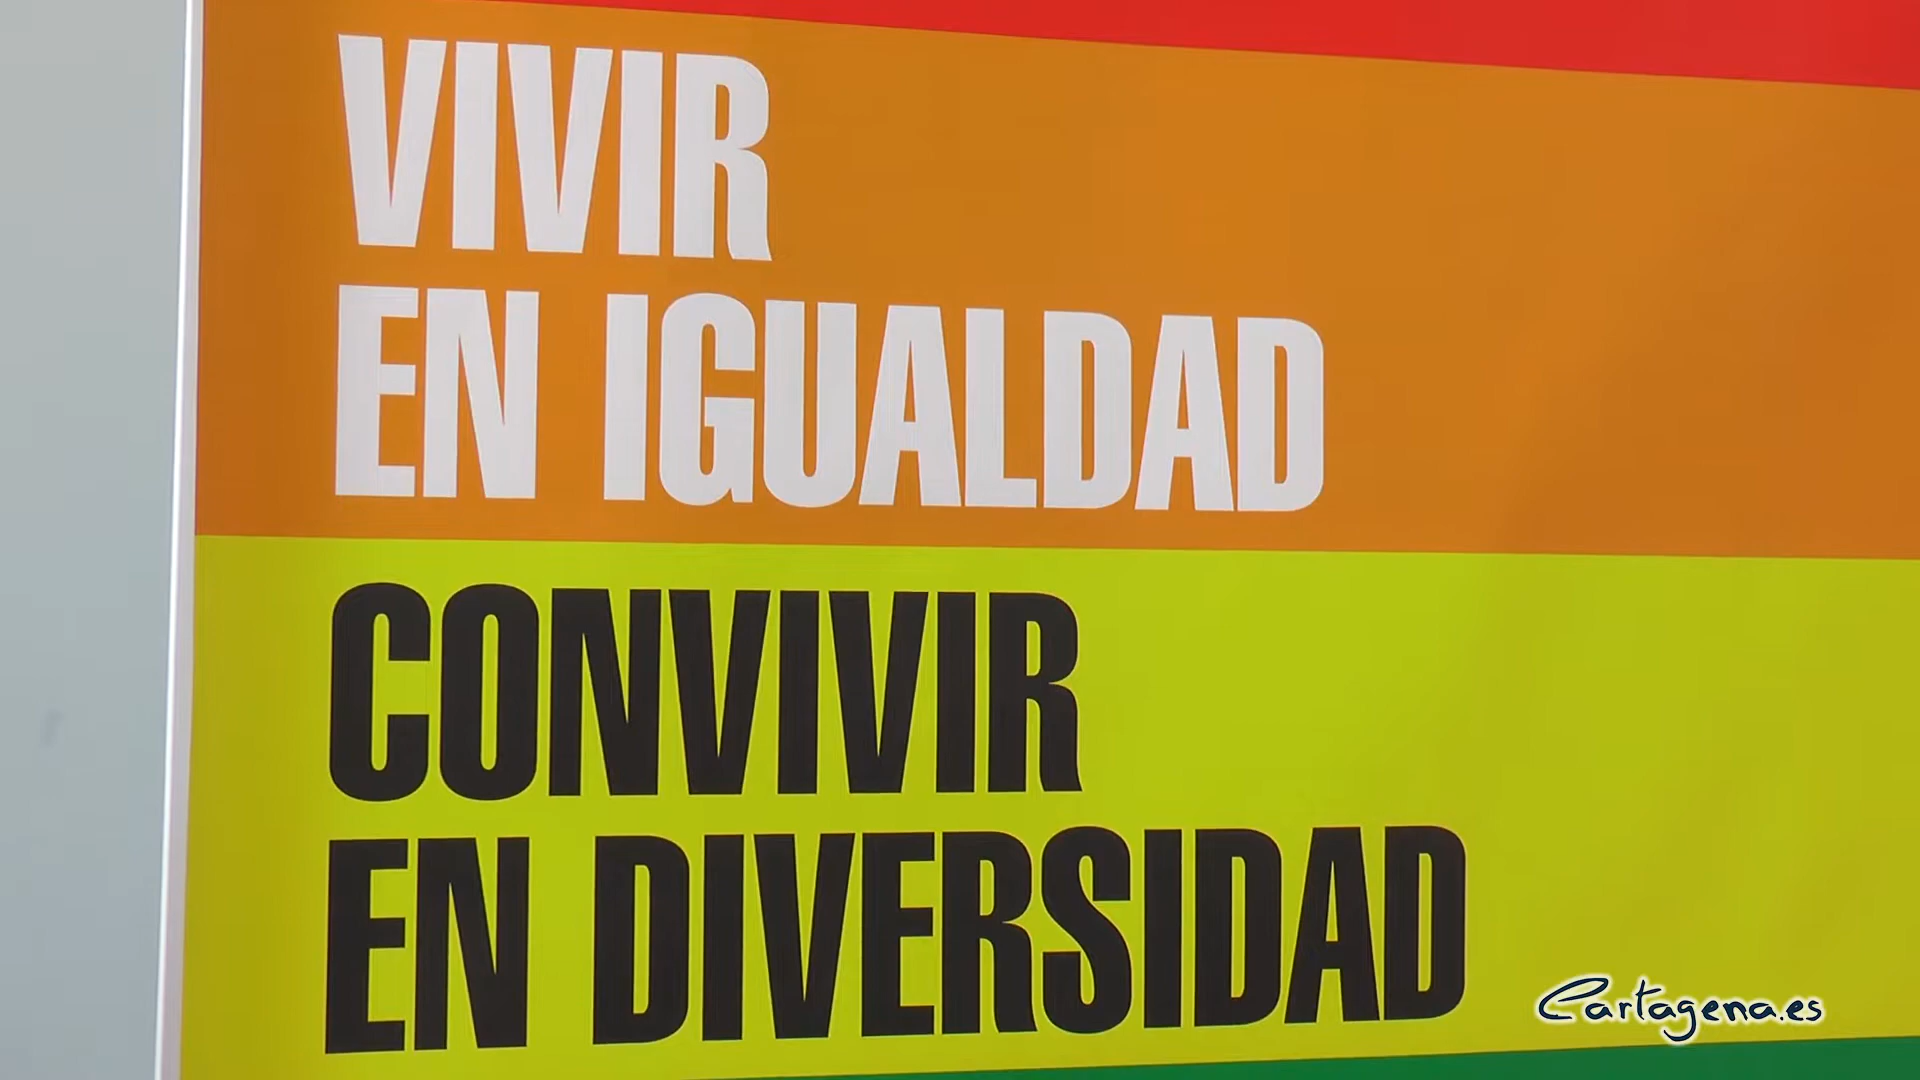 VIVIR
EN IGUALDAD
CONVIVIR
EN DIVERSIDAD
Cartagena.es